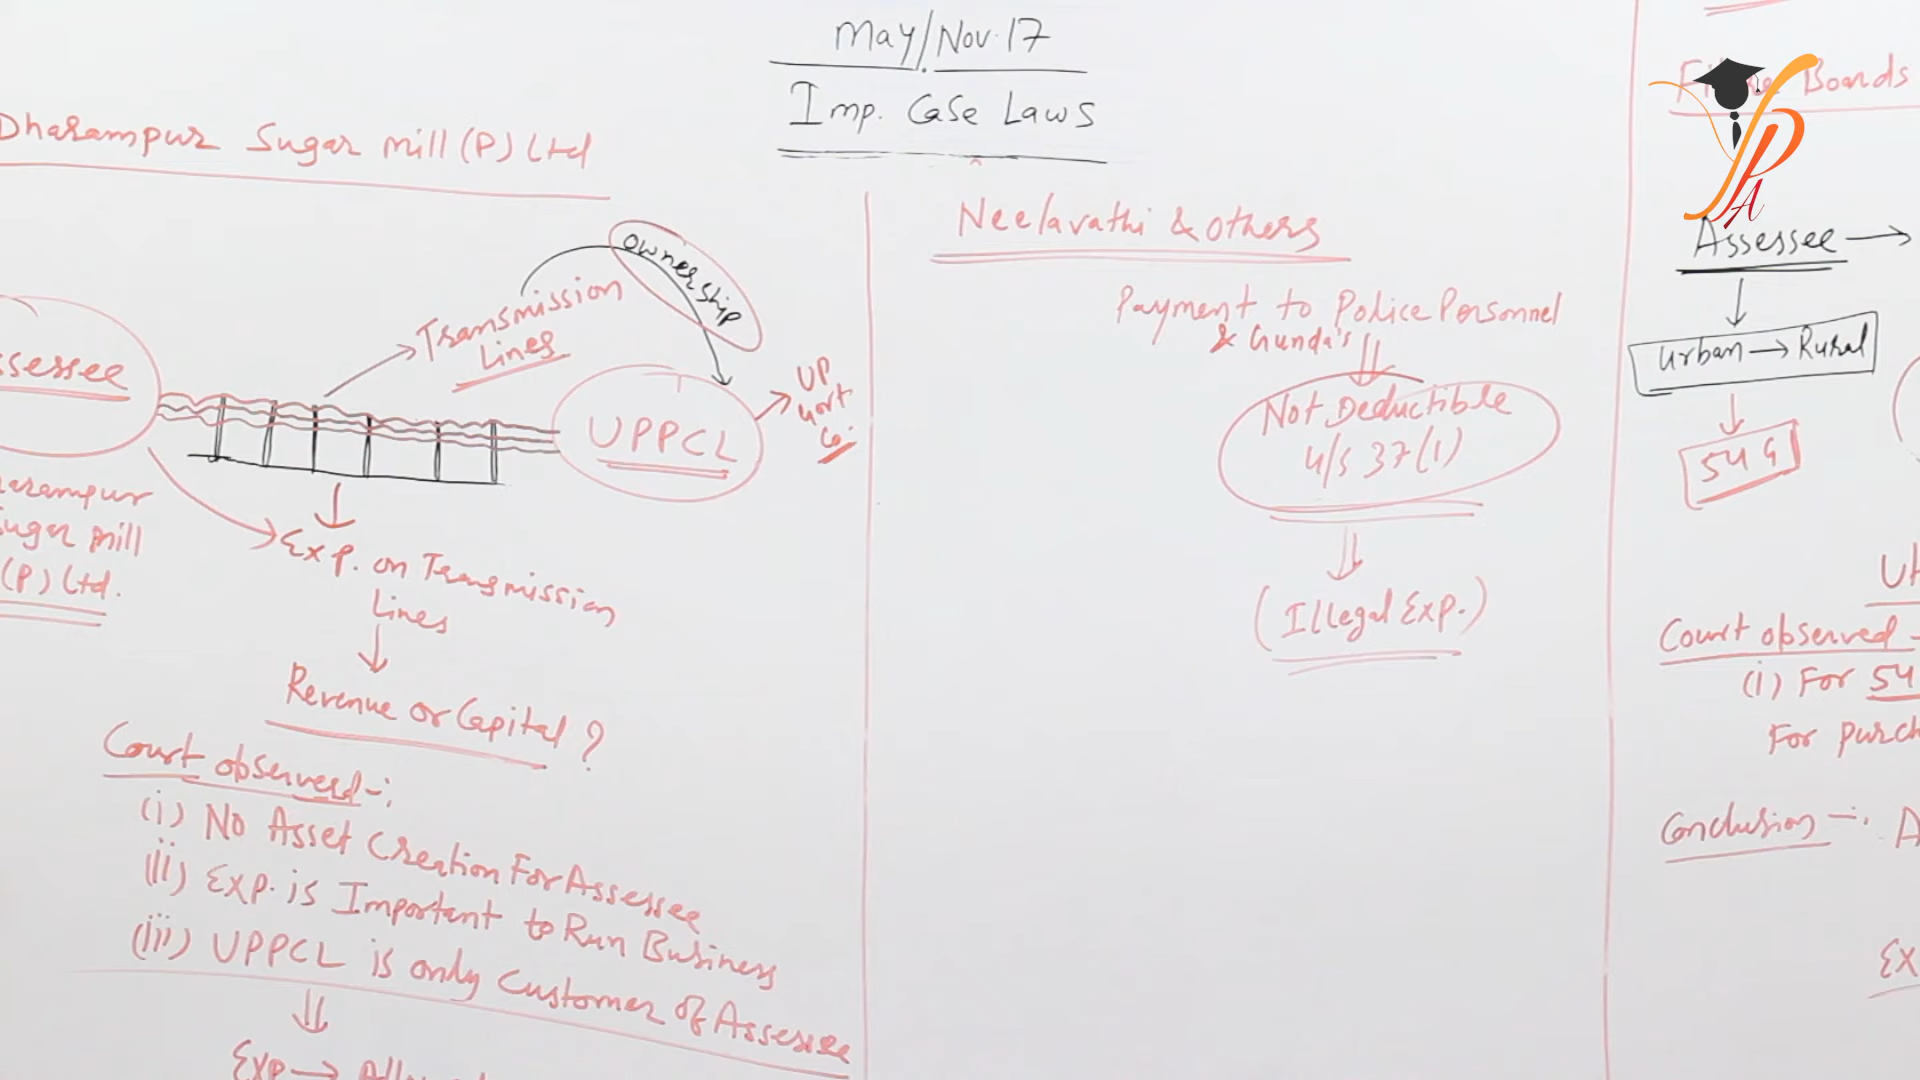 May/Nov.17
Imp. Case Laws
Dharampur Sugar mill (P) Ltd
ownership
Transmission
Lines
UPPCL
UP
Govt.
Co.
Sugar mill
(P) Ltd.
Exp. on Transmission
Lines
Revenue or Capital ?
Court observed -:
(i) No Asset Creation For Assessee
(ii) Exp. is Important to Run Business
(iii) UPPCL is only Customer of Assessee
Exp →
Neelavathi & others
Payment to Police Personnel
& Gunda's
Not Deductible
u/s 37(1)
(Illegal Exp.)
Boards
PA
Assessee
Urban → Rural
54 G
Court observed -
(i) For 54
For purch
Conclusion -: